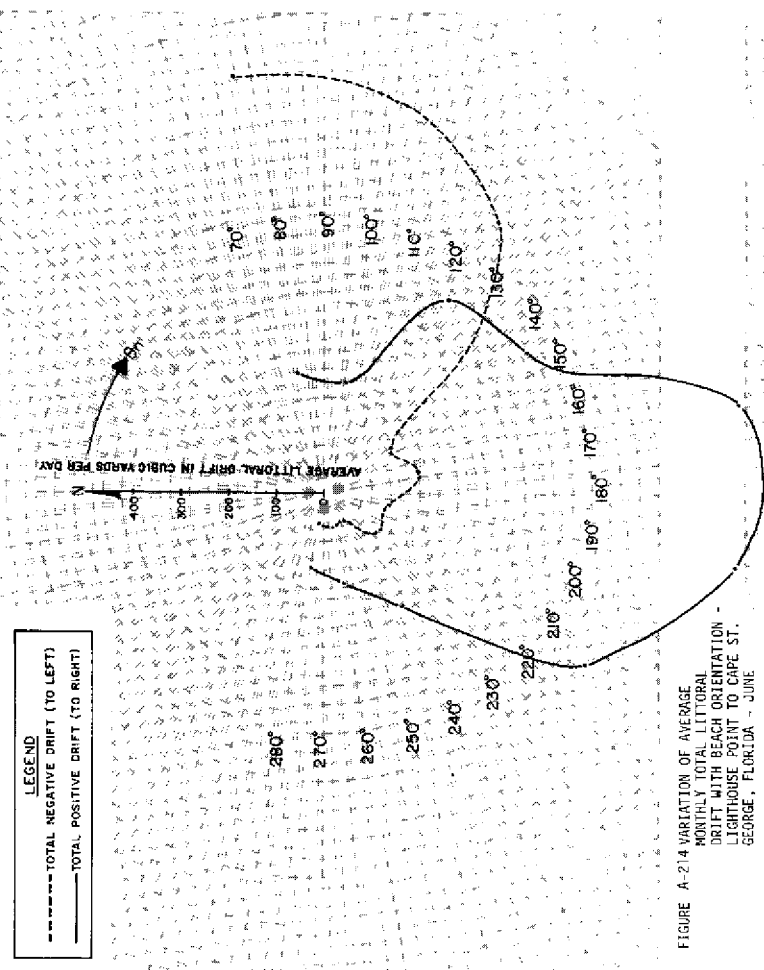 LEGEND
TOTAL NEGATIVE DRIFT (TO LEFT)
TOTAL POSITIVE DRIFT (TO RIGHT)
N
400
300
200
100
0
AVERAGE LITTORAL DRIFT IN CUBIC YARDS PER DAY
70°
80°
90°
100°
110°
120°
130°
140°
150°
160°
170°
180°
190°
200°
210°
220°
230°
240°
250°
260°
270°
280°
FIGURE A-214 VARIATION OF AVERAGE
MONTHLY TOTAL LITTORAL
DRIFT WITH BEACH ORIENTATION -
LIGHTHOUSE POINT TO CAPE ST.
GEORGE, FLORIDA - JUNE